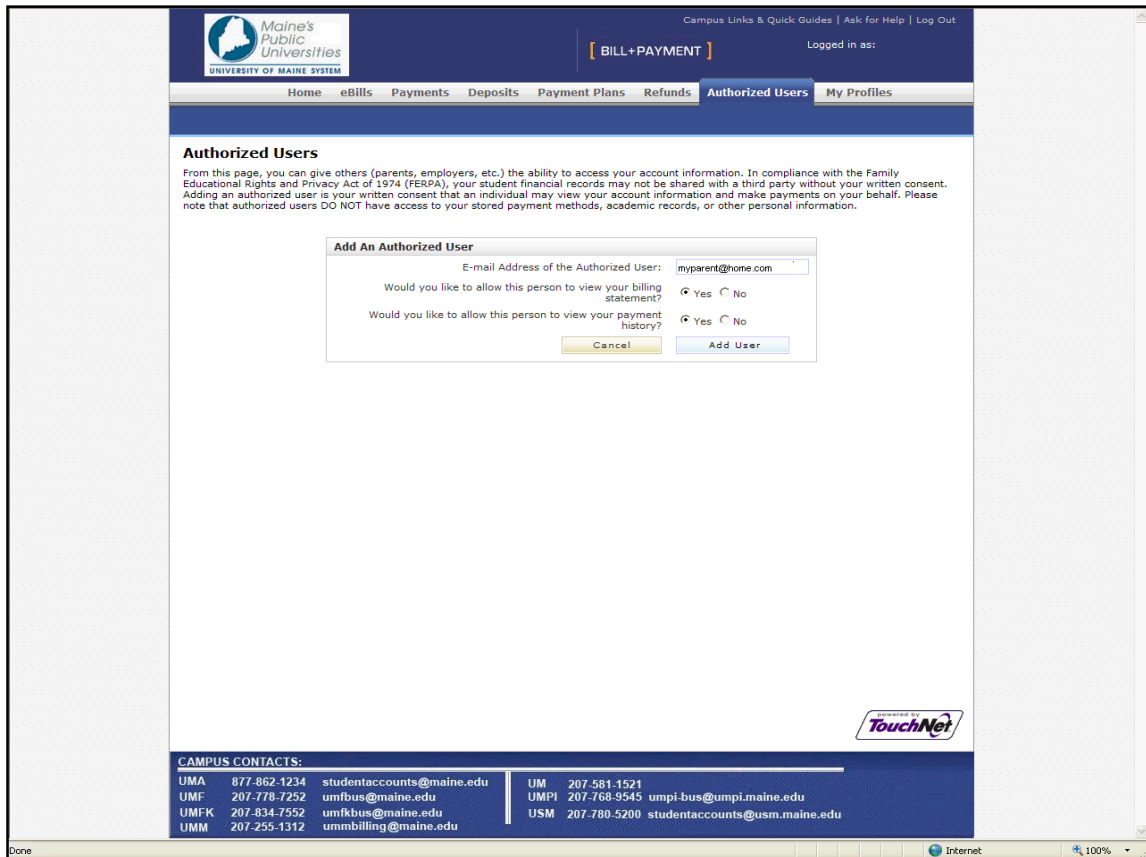 Maine's
Public
Universities
UNIVERSITY OF MAINE SYSTEM
Campus Links & Quick Guides | Ask for Help | Log Out
[ BILL+PAYMENT ]
Logged in as:
Home eBills Payments Deposits Payment Plans Refunds Authorized Users My Profiles
Authorized Users
From this page, you can give others (parents, employers, etc.) the ability to access your account information. In compliance with the Family
Educational Rights and Privacy Act of 1974 (FERPA), your student financial records may not be shared with a third party without your written consent.
Adding an authorized user is your written consent that an individual may view your account information and make payments on your behalf. Please
note that authorized users DO NOT have access to your stored payment methods, academic records, or other personal information.
Add An Authorized User
E-mail Address of the Authorized User: myparent@home.com
Would you like to allow this person to view your billing
statement? Yes No
Would you like to allow this person to view your payment
history? Yes No
Cancel Add User
powered by
TouchNet
CAMPUS CONTACTS:
UMA 877-862-1234 studentaccounts@maine.edu
UMF 207-778-7252 umfbus@maine.edu
UMFK 207-834-7552 umfkbus@maine.edu
UMM 207-255-1312 ummbilling@maine.edu
UM 207-581-1521
UMPI 207-768-9545 umpi-bus@umpi.maine.edu
USM 207-780-5200 studentaccounts@usm.maine.edu
Done Internet 100%